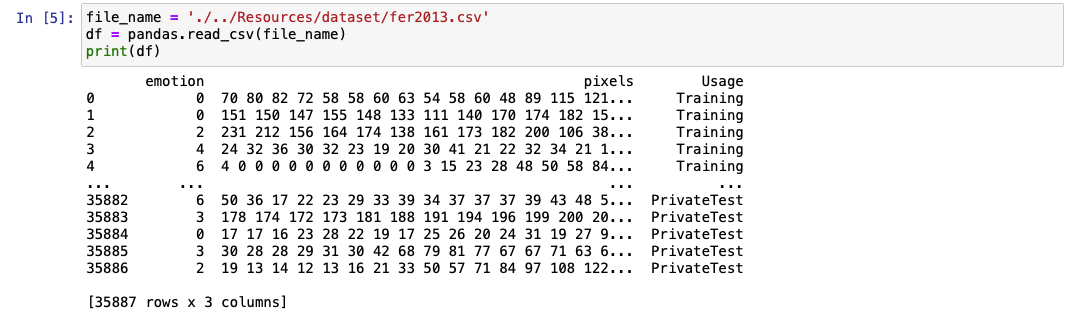 In [5]: file_name = './../Resources/dataset/fer2013.csv'
df = pandas.read_csv(file_name)
print(df)
emotion pixels Usage
0 0 70 80 82 72 58 58 60 63 54 58 60 48 89 115 121... Training
1 0 151 150 147 155 148 133 111 140 170 174 182 15... Training
2 2 231 212 156 164 174 138 161 173 182 200 106 38... Training
3 4 24 32 36 30 32 23 19 20 30 41 21 22 32 34 21 1... Training
4 6 4 0 0 0 0 0 0 0 0 0 0 0 3 15 23 28 48 50 58 84... Training
... ... ... ...
35882 6 50 36 17 22 23 29 33 39 34 37 37 37 39 43 48 5... PrivateTest
35883 3 178 174 172 173 181 188 191 194 196 199 200 20... PrivateTest
35884 0 17 17 16 23 28 22 19 17 25 26 20 24 31 19 27 9... PrivateTest
35885 3 30 28 28 29 31 30 42 68 79 81 77 67 67 71 63 6... PrivateTest
35886 2 19 13 14 12 13 16 21 33 50 57 71 84 97 108 122... PrivateTest
[35887 rows x 3 columns]